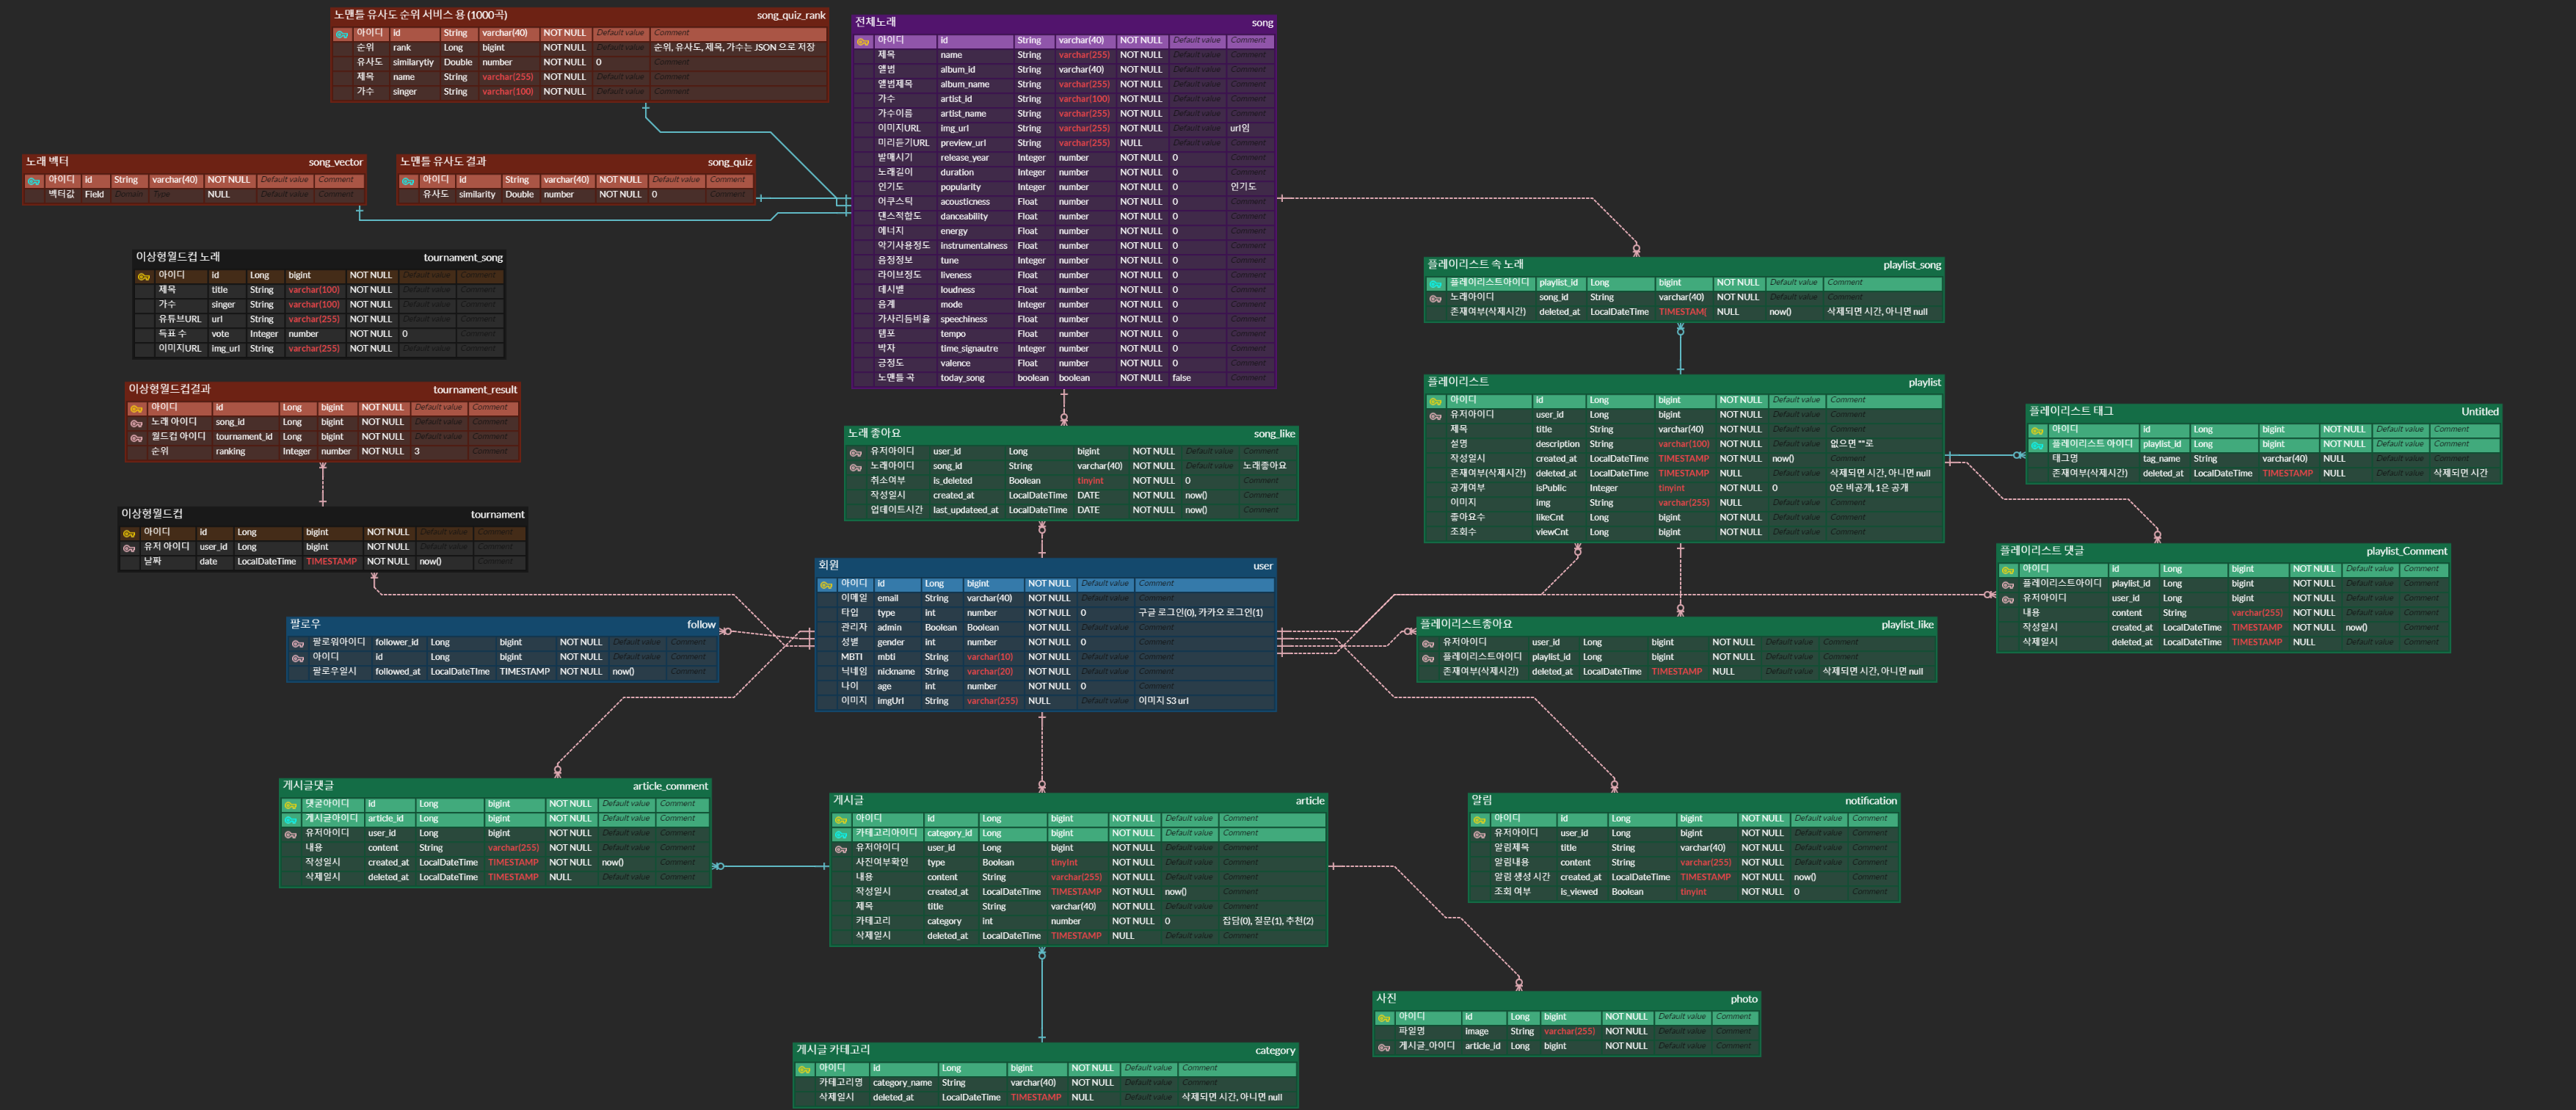 노맨틀 유사도 순위 서비스 용 (1000곡) song_quiz_rank
아이디 id String varchar(40) NOT NULL Default value Comment
순위 rank Long bigint NOT NULL Default value 순위, 유사도, 제목, 가수는 JSON 으로 저장
유사도 similarytiy Double number NOT NULL 0 Comment
제목 name String varchar(255) NOT NULL Default value Comment
가수 singer String varchar(100) NOT NULL Default value Comment
전체노래 song
아이디 id String varchar(40) NOT NULL Default value Comment
제목 name String varchar(255) NOT NULL Default value Comment
앨범 album_id String varchar(40) NOT NULL Default value Comment
앨범제목 album_name String varchar(255) NOT NULL Default value Comment
가수 artist_id String varchar(100) NOT NULL Default value Comment
가수이름 artist_name String varchar(255) NOT NULL Default value Comment
이미지URL img_url String varchar(255) NOT NULL Default value url임
미리듣기URL preview_url String varchar(255) NULL Default value Comment
발매시기 release_year Integer number NOT NULL 0 Comment
노래길이 duration Integer number NOT NULL 0 Comment
인기도 popularity Integer number NOT NULL 0 인기도
어쿠스틱 acousticness Float number NOT NULL 0 Comment
댄스적합도 danceability Float number NOT NULL 0 Comment
에너지 energy Float number NOT NULL 0 Comment
악기사용정도 instrumentalness Float number NOT NULL 0 Comment
음정정보 tune Integer number NOT NULL 0 Comment
라이브정도 liveness Float number NOT NULL 0 Comment
데시벨 loudness Float number NOT NULL 0 Comment
음계 mode Integer number NOT NULL 0 Comment
가사리듬비율 speechiness Float number NOT NULL 0 Comment
템포 tempo Float number NOT NULL 0 Comment
박자 time_signautre Integer number NOT NULL 0 Comment
긍정도 valence Float number NOT NULL 0 Comment
노맨틀 곡 today_song boolean boolean NOT NULL false Comment
노래 벡터 song_vector
아이디 id String varchar(40) NOT NULL Default value Comment
벡터값 Field Domain Type NULL Default value Comment
노맨틀 유사도 결과 song_quiz
아이디 id String varchar(40) NOT NULL Default value Comment
유사도 similarity Double number NOT NULL 0 Comment
이상형월드컵 노래 tournament_song
아이디 id Long bigint NOT NULL Default value Comment
제목 title String varchar(100) NOT NULL Default value Comment
가수 singer String varchar(100) NOT NULL Default value Comment
유튜브URL url String varchar(255) NOT NULL Default value Comment
득표 수 vote Integer number NOT NULL 0 Comment
이미지URL img_url String varchar(255) NOT NULL Default value Comment
플레이리스트 속 노래 playlist_song
플레이리스트아이디 playlist_id Long bigint NOT NULL Default value Comment
노래아이디 song_id String varchar(40) NOT NULL Default value Comment
존재여부(삭제시간) deleted_at LocalDateTime TIMESTAM( NULL now() 삭제되면 시간, 아니면 null
이상형월드컵결과 tournament_result
아이디 id Long bigint NOT NULL Default value Comment
노래 아이디 song_id Long bigint NOT NULL Default value Comment
월드컵 아이디 tournament_id Long bigint NOT NULL Default value Comment
순위 ranking Integer number NOT NULL 3 Comment
플레이리스트 playlist
아이디 id Long bigint NOT NULL Default value Comment
유저아이디 user_id Long bigint NOT NULL Default value Comment
제목 title String varchar(40) NOT NULL Default value Comment
설명 description String varchar(100) NOT NULL Default value 없으면 ""로
작성일시 created_at LocalDateTime TIMESTAMP NOT NULL now() Comment
존재여부(삭제시간) deleted_at LocalDateTime TIMESTAMP NULL Default value 삭제되면 시간, 아니면 null
공개여부 isPublic Integer tinyint NOT NULL 0 0은 비공개, 1은 공개
이미지 img String varchar(255) NULL Default value Comment
좋아요수 likeCnt Long bigint NOT NULL Default value Comment
조회수 viewCnt Long bigint NOT NULL Default value Comment
플레이리스트 태그 Untitled
아이디 id Long bigint NOT NULL Default value Comment
플레이리스트 아이디 playlist_id Long bigint NOT NULL Default value Comment
태그명 tag_name String varchar(40) NULL Default value Comment
존재여부(삭제시간) deleted_at LocalDateTime TIMESTAMP NULL Default value 삭제되면 시간
노래 좋아요 song_like
유저아이디 user_id Long bigint NOT NULL Default value Comment
노래아이디 song_id String varchar(40) NOT NULL Default value 노래좋아요
취소여부 is_deleted Boolean tinyint NOT NULL 0 Comment
작성일시 created_at LocalDateTime DATE NOT NULL now() Comment
업데이트시간 last_updateed_at LocalDateTime DATE NOT NULL now() Comment
이상형월드컵 tournament
아이디 id Long bigint NOT NULL Default value Comment
유저 아이디 user_id Long bigint NOT NULL Default value Comment
날짜 date LocalDateTime TIMESTAMP NOT NULL now() Comment
회원 user
아이디 id Long bigint NOT NULL Default value Comment
이메일 email String varchar(40) NOT NULL Default value Comment
타입 type int number NOT NULL 0 구글 로그인(0), 카카오 로그인(1)
관리자 admin Boolean Boolean NOT NULL Default value Comment
성별 gender int number NOT NULL 0 Comment
MBTI mbti String varchar(10) NOT NULL Default value Comment
닉네임 nickname String varchar(20) NOT NULL Default value Comment
나이 age int number NOT NULL 0 Comment
이미지 imgUrl String varchar(255) NULL Default value 이미지 S3 url
플레이리스트 댓글 playlist_Comment
아이디 id Long bigint NOT NULL Default value Comment
플레이리스트아이디 playlist_id Long bigint NOT NULL Default value Comment
유저아이디 user_id Long bigint NOT NULL Default value Comment
내용 content String varchar(255) NOT NULL Default value Comment
작성일시 created_at LocalDateTime TIMESTAMP NOT NULL now() Comment
삭제일시 deleted_at LocalDateTime TIMESTAMP NULL Default value Comment
팔로우 follow
팔로워아이디 follower_id Long bigint NOT NULL Default value Comment
아이디 id Long bigint NOT NULL Default value Comment
팔로우일시 followed_at LocalDateTime TIMESTAMP NOT NULL now() Comment
플레이리스트좋아요 playlist_like
유저아이디 user_id Long bigint NOT NULL Default value Comment
플레이리스트아이디 playlist_id Long bigint NOT NULL Default value Comment
존재여부(삭제시간) deleted_at LocalDateTime TIMESTAMP NULL Default value 삭제되면 시간, 아니면 null
게시글댓글 article_comment
댓굴아이디 id Long bigint NOT NULL Default value Comment
게시글아이디 article_id Long bigint NOT NULL Default value Comment
유저아이디 user_id Long bigint NOT NULL Default value Comment
내용 content String varchar(255) NOT NULL Default value Comment
작성일시 created_at LocalDateTime TIMESTAMP NOT NULL now() Comment
삭제일시 deleted_at LocalDateTime TIMESTAMP NULL Default value Comment
게시글 article
아이디 id Long bigint NOT NULL Default value Comment
카테고리아이디 category_id Long bigint NOT NULL Default value Comment
유저아이디 user_id Long bigint NOT NULL Default value Comment
사진여부확인 type Boolean tinyint NOT NULL Default value Comment
내용 content String varchar(255) NOT NULL Default value Comment
작성일시 created_at LocalDateTime TIMESTAMP NOT NULL now() Comment
제목 title String varchar(40) NOT NULL Default value Comment
카테고리 category int number NOT NULL 0 잡담(0), 질문(1), 추천(2)
삭제일시 deleted_at LocalDateTime TIMESTAMP NULL Default value Comment
알림 notification
아이디 id Long bigint NOT NULL Default value Comment
유저아이디 user_id Long bigint NOT NULL Default value Comment
알림제목 title String varchar(40) NOT NULL Default value Comment
알림내용 content String varchar(255) NOT NULL Default value Comment
알림 생성 시간 created_at LocalDateTime TIMESTAMP NOT NULL now() Comment
조회 여부 is_viewed Boolean tinyint NOT NULL 0 Comment
사진 photo
아이디 id Long bigint NOT NULL Default value Comment
파일명 image String varchar(255) NOT NULL Default value Comment
게시글_아이디 article_id Long bigint NOT NULL Default value Comment
게시글 카테고리 category
아이디 id Long bigint NOT NULL Default value Comment
카테고리명 category_name String varchar(40) NOT NULL Default value Comment
삭제일시 deleted_at LocalDateTime TIMESTAMP NULL Default value 삭제되면 시간, 아니면 null